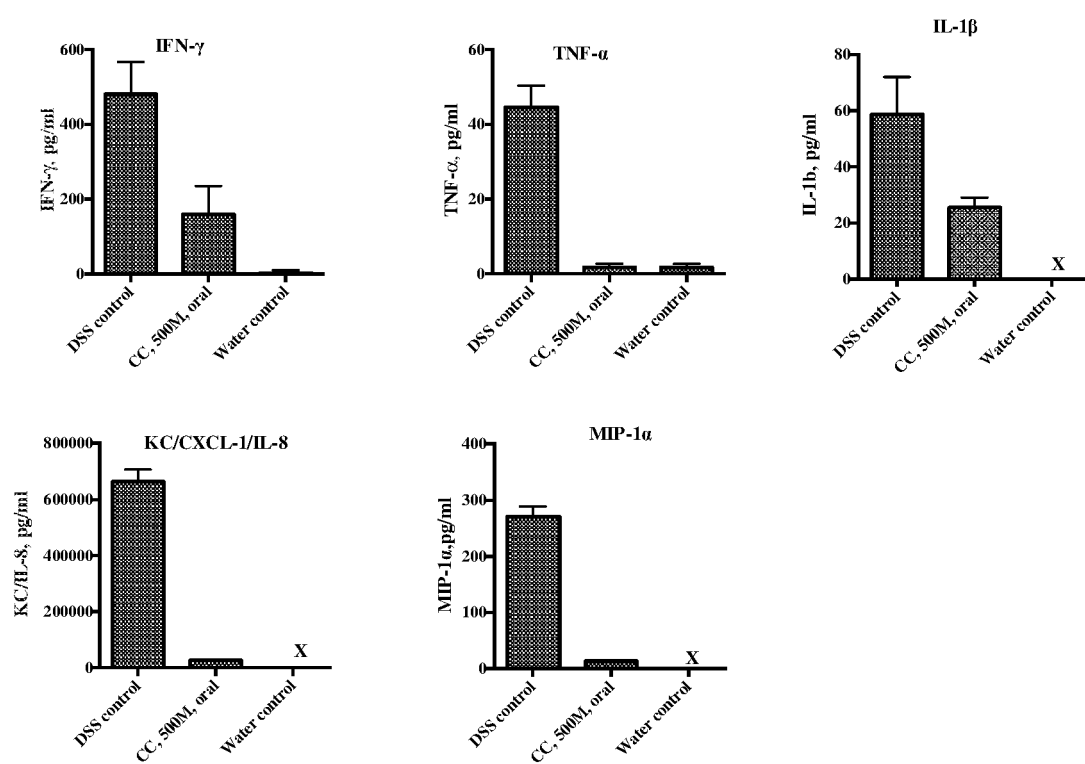 IFN-γ
IFN-γ, pg/ml
600
400
200
0
DSS control
CC, 500M, oral
Water control
TNF-α
TNF-α, pg/ml
60
40
20
0
DSS control
CC, 500M, oral
Water control
IL-1β
IL-1b, pg/ml
80
60
40
20
0
X
DSS control
CC, 500M, oral
Water control
KC/CXCL-1/IL-8
KC/IL-8, pg/ml
800000
600000
400000
200000
0
X
DSS control
CC, 500M, oral
Water control
MIP-1α
MIP-1α,pg/ml
400
300
200
100
0
X
DSS control
CC, 500M, oral
Water control